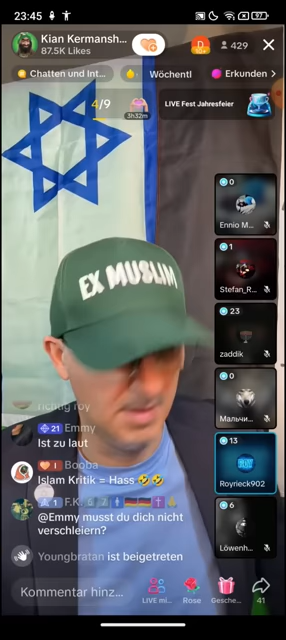 23:45
97
Kian Kermansh...
87.5K Likes
D
429
Chatten und Int...
Wöchentl
Erkunden
4/9
3h32m
LIVE Fest Jahresfeier
EX MUSLIM
0
Ennio M...
1
Stefan_R...
23
zaddik
0
Мальчи...
13
Royrieck902
6
Löwenh...
richtig roy
21 Emmy
Ist zu laut
1 Booba
Islam Kritik = Hass 🤣🤣
1 F.K.
@Emmy musst du dich nicht
verschleiern?
Youngbratan ist beigetreten
Kommentar hinz...
LIVE mi...
Rose
Gesche...
41